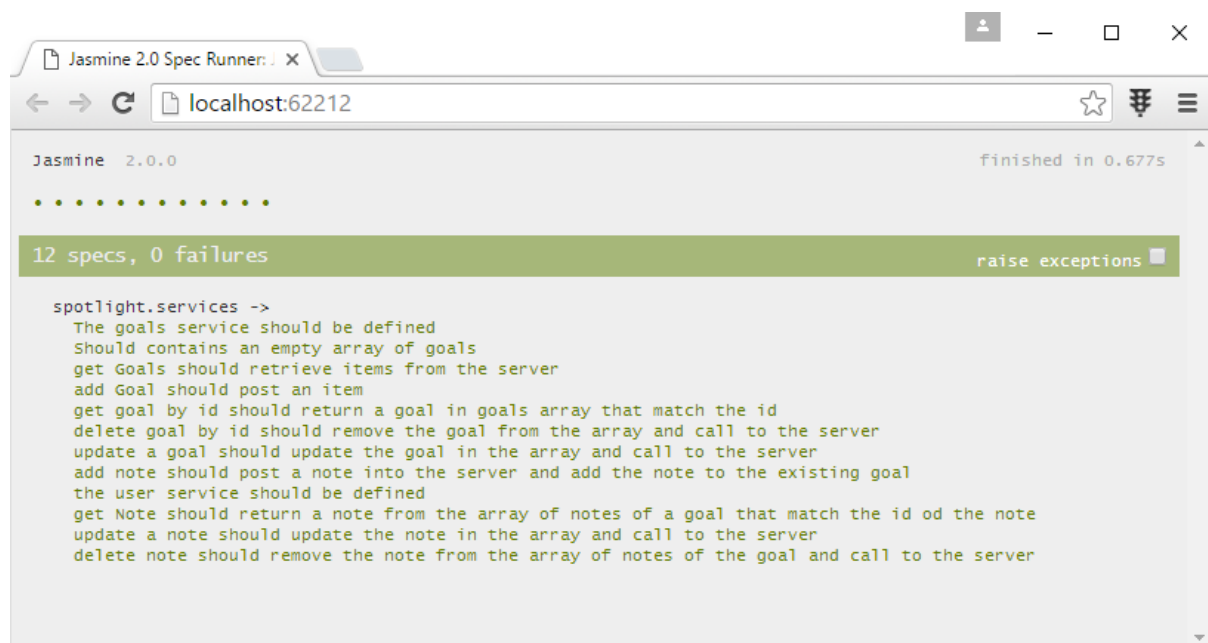 Jasmine 2.0 Spec Runner: J
localhost:62212
Jasmine 2.0.0
finished in 0.677s
12 specs, 0 failures
raise exceptions
spotlight.services ->
The goals service should be defined
Should contains an empty array of goals
get Goals should retrieve items from the server
add Goal should post an item
get goal by id should return a goal in goals array that match the id
delete goal by id should remove the goal from the array and call to the server
update a goal should update the goal in the array and call to the server
add note should post a note into the server and add the note to the existing goal
the user service should be defined
get Note should return a note from the array of notes of a goal that match the id od the note
update a note should update the note in the array and call to the server
delete note should remove the note from the array of notes of the goal and call to the server